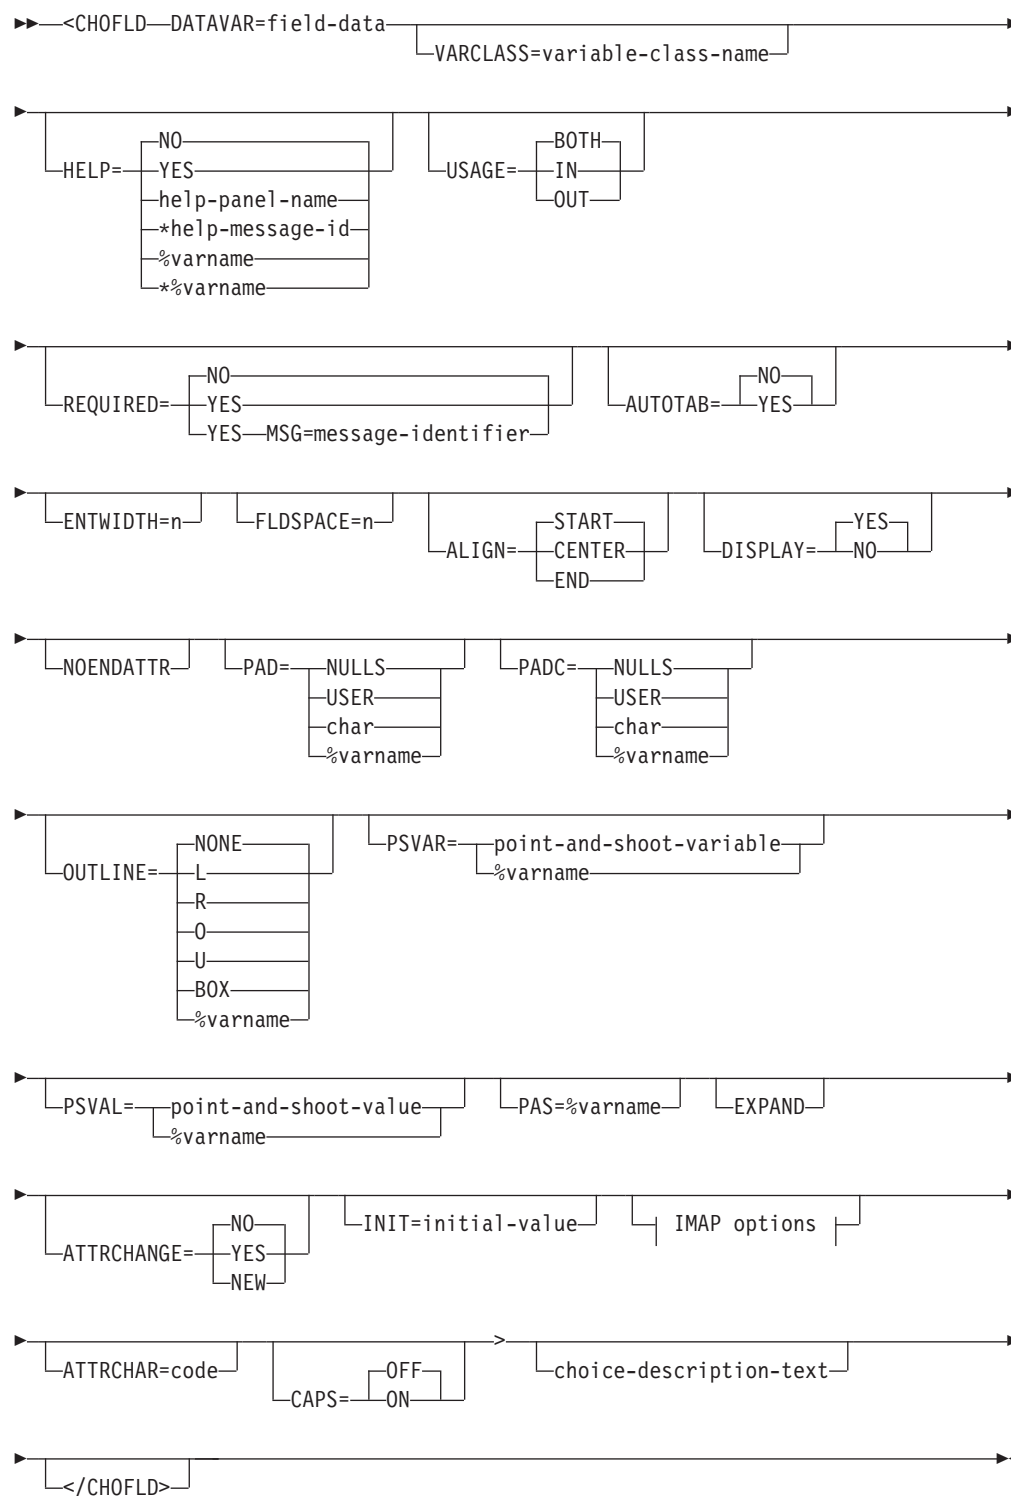 <CHOFLD DATAVAR=field-data
VARCLASS=variable-class-name
HELP=
NO
YES
help-panel-name
*help-message-id
%varname
*%varname
USAGE=
BOTH
IN
OUT
REQUIRED=
NO
YES
YES MSG=message-identifier
AUTOTAB=
NO
YES
ENTWIDTH=n
FLDSPACE=n
ALIGN=
START
CENTER
END
DISPLAY=
YES
NO
NOENDATTR
PAD=
NULLS
USER
char
%varname
PADC=
NULLS
USER
char
%varname
OUTLINE=
NONE
L
R
O
U
BOX
%varname
PSVAR=
point-and-shoot-variable
%varname
PSVAL=
point-and-shoot-value
%varname
PAS=%varname
EXPAND
ATTRCHANGE=
NO
YES
NEW
INIT=initial-value
IMAP options
ATTRCHAR=code
CAPS=
OFF
ON
>
choice-description-text
</CHOFLD>